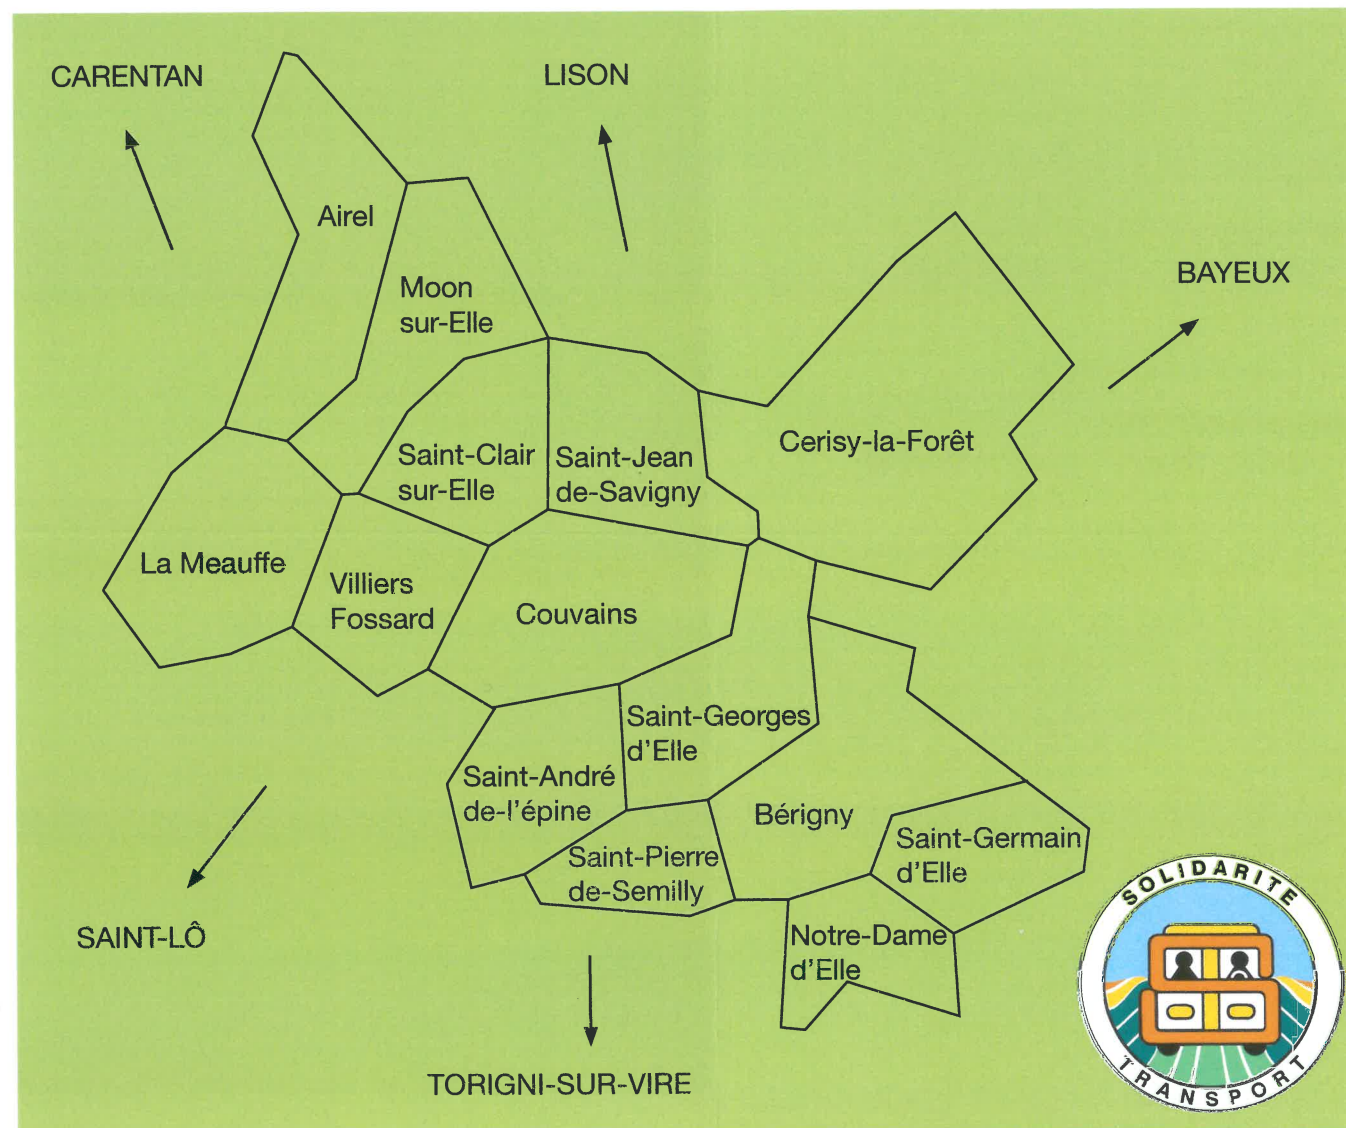 CARENTAN
LISON
Airel
BAYEUX
Moon
sur-Elle
Cerisy-la-Forêt
Saint-Clair
sur-Elle
Saint-Jean
de-Savigny
La Meauffe
Villiers
Fossard
Couvains
Saint-Georges
d'Elle
Saint-André
de-l'épine
Bérigny
Saint-Germain
d'Elle
Saint-Pierre
de-Semilly
SAINT-LÔ
Notre-Dame
d'Elle
TORIGNI-SUR-VIRE
SOLIDARITE
TRANSPORT